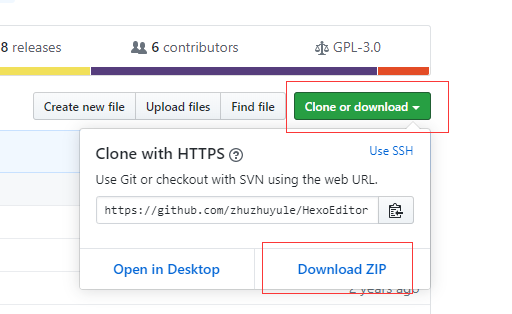 8 releases 6 contributors GPL-3.0
Create new file Upload files Find file Clone or download
Clone with HTTPS ? Use SSH
Use Git or checkout with SVN using the web URL.
https://github.com/zhuzhuyule/HexoEditor
Open in Desktop Download ZIP
2 years ago